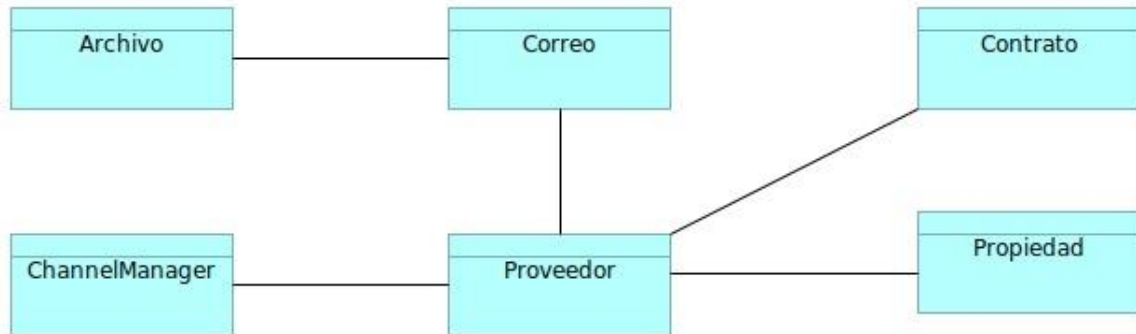 Archivo
Correo
Contrato
ChannelManager
Proveedor
Propiedad